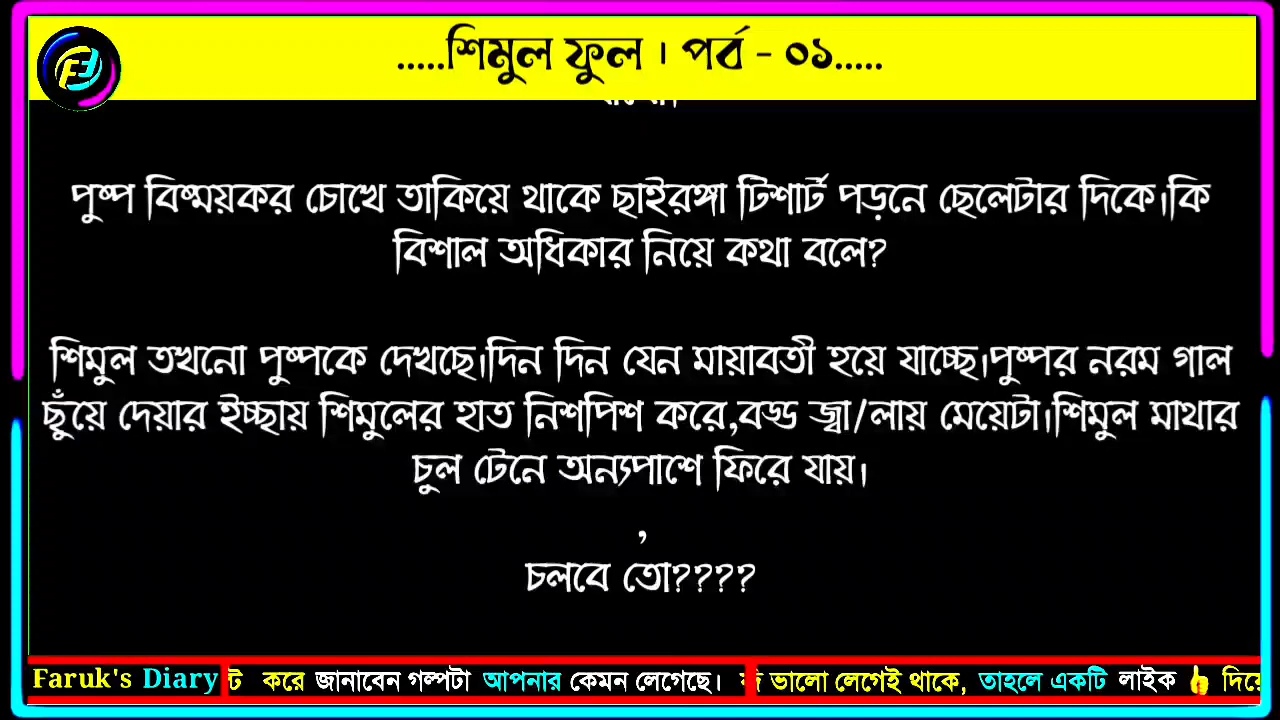 .....শিমুল ফুল । পর্ব - ০১.....
পুষ্প বিষ্ময়কর চোখে তাকিয়ে থাকে ছাইরঙ্গা টিশার্ট পড়নে ছেলেটার দিকে।কি
বিশাল অধিকার নিয়ে কথা বলে?
শিমুল তখনো পুষ্পকে দেখছে।দিন দিন যেন মায়াবতী হয়ে যাচ্ছে।পুষ্পর নরম গাল
ছুঁয়ে দেয়ার ইচ্ছায় শিমুলের হাত নিশপিশ করে,বড্ড জ্বা/লায় মেয়েটা।শিমুল মাথার
চুল টেনে অন্যপাশে ফিরে যায়।
,
চলবে তো????
Faruk's Diary করে জানাবেন গল্পটা আপনার কেমন লেগেছে। ভালো লেগেই থাকে, তাহলে একটি লাইক 👍 দিয়ে